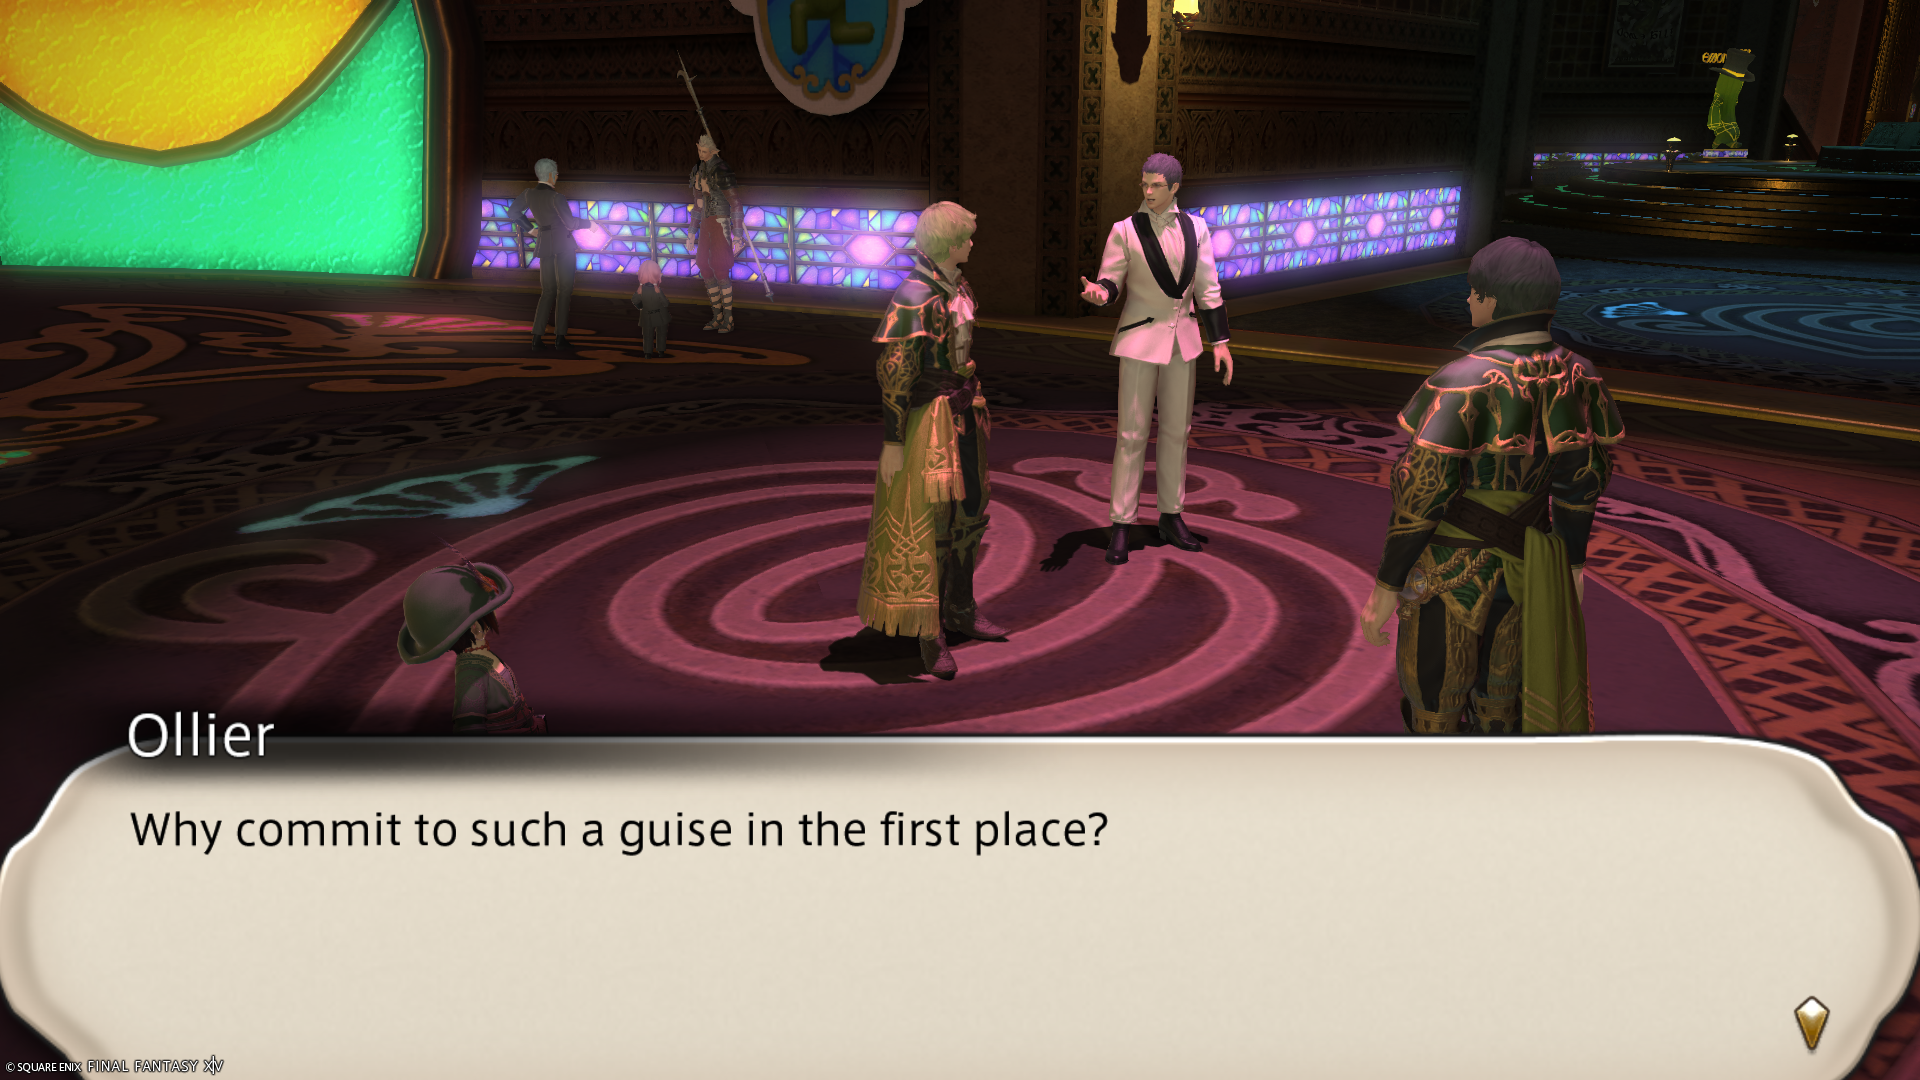 Ollier
Why commit to such a guise in the first place?
© SQUARE ENIX FINAL FANTASY XIV